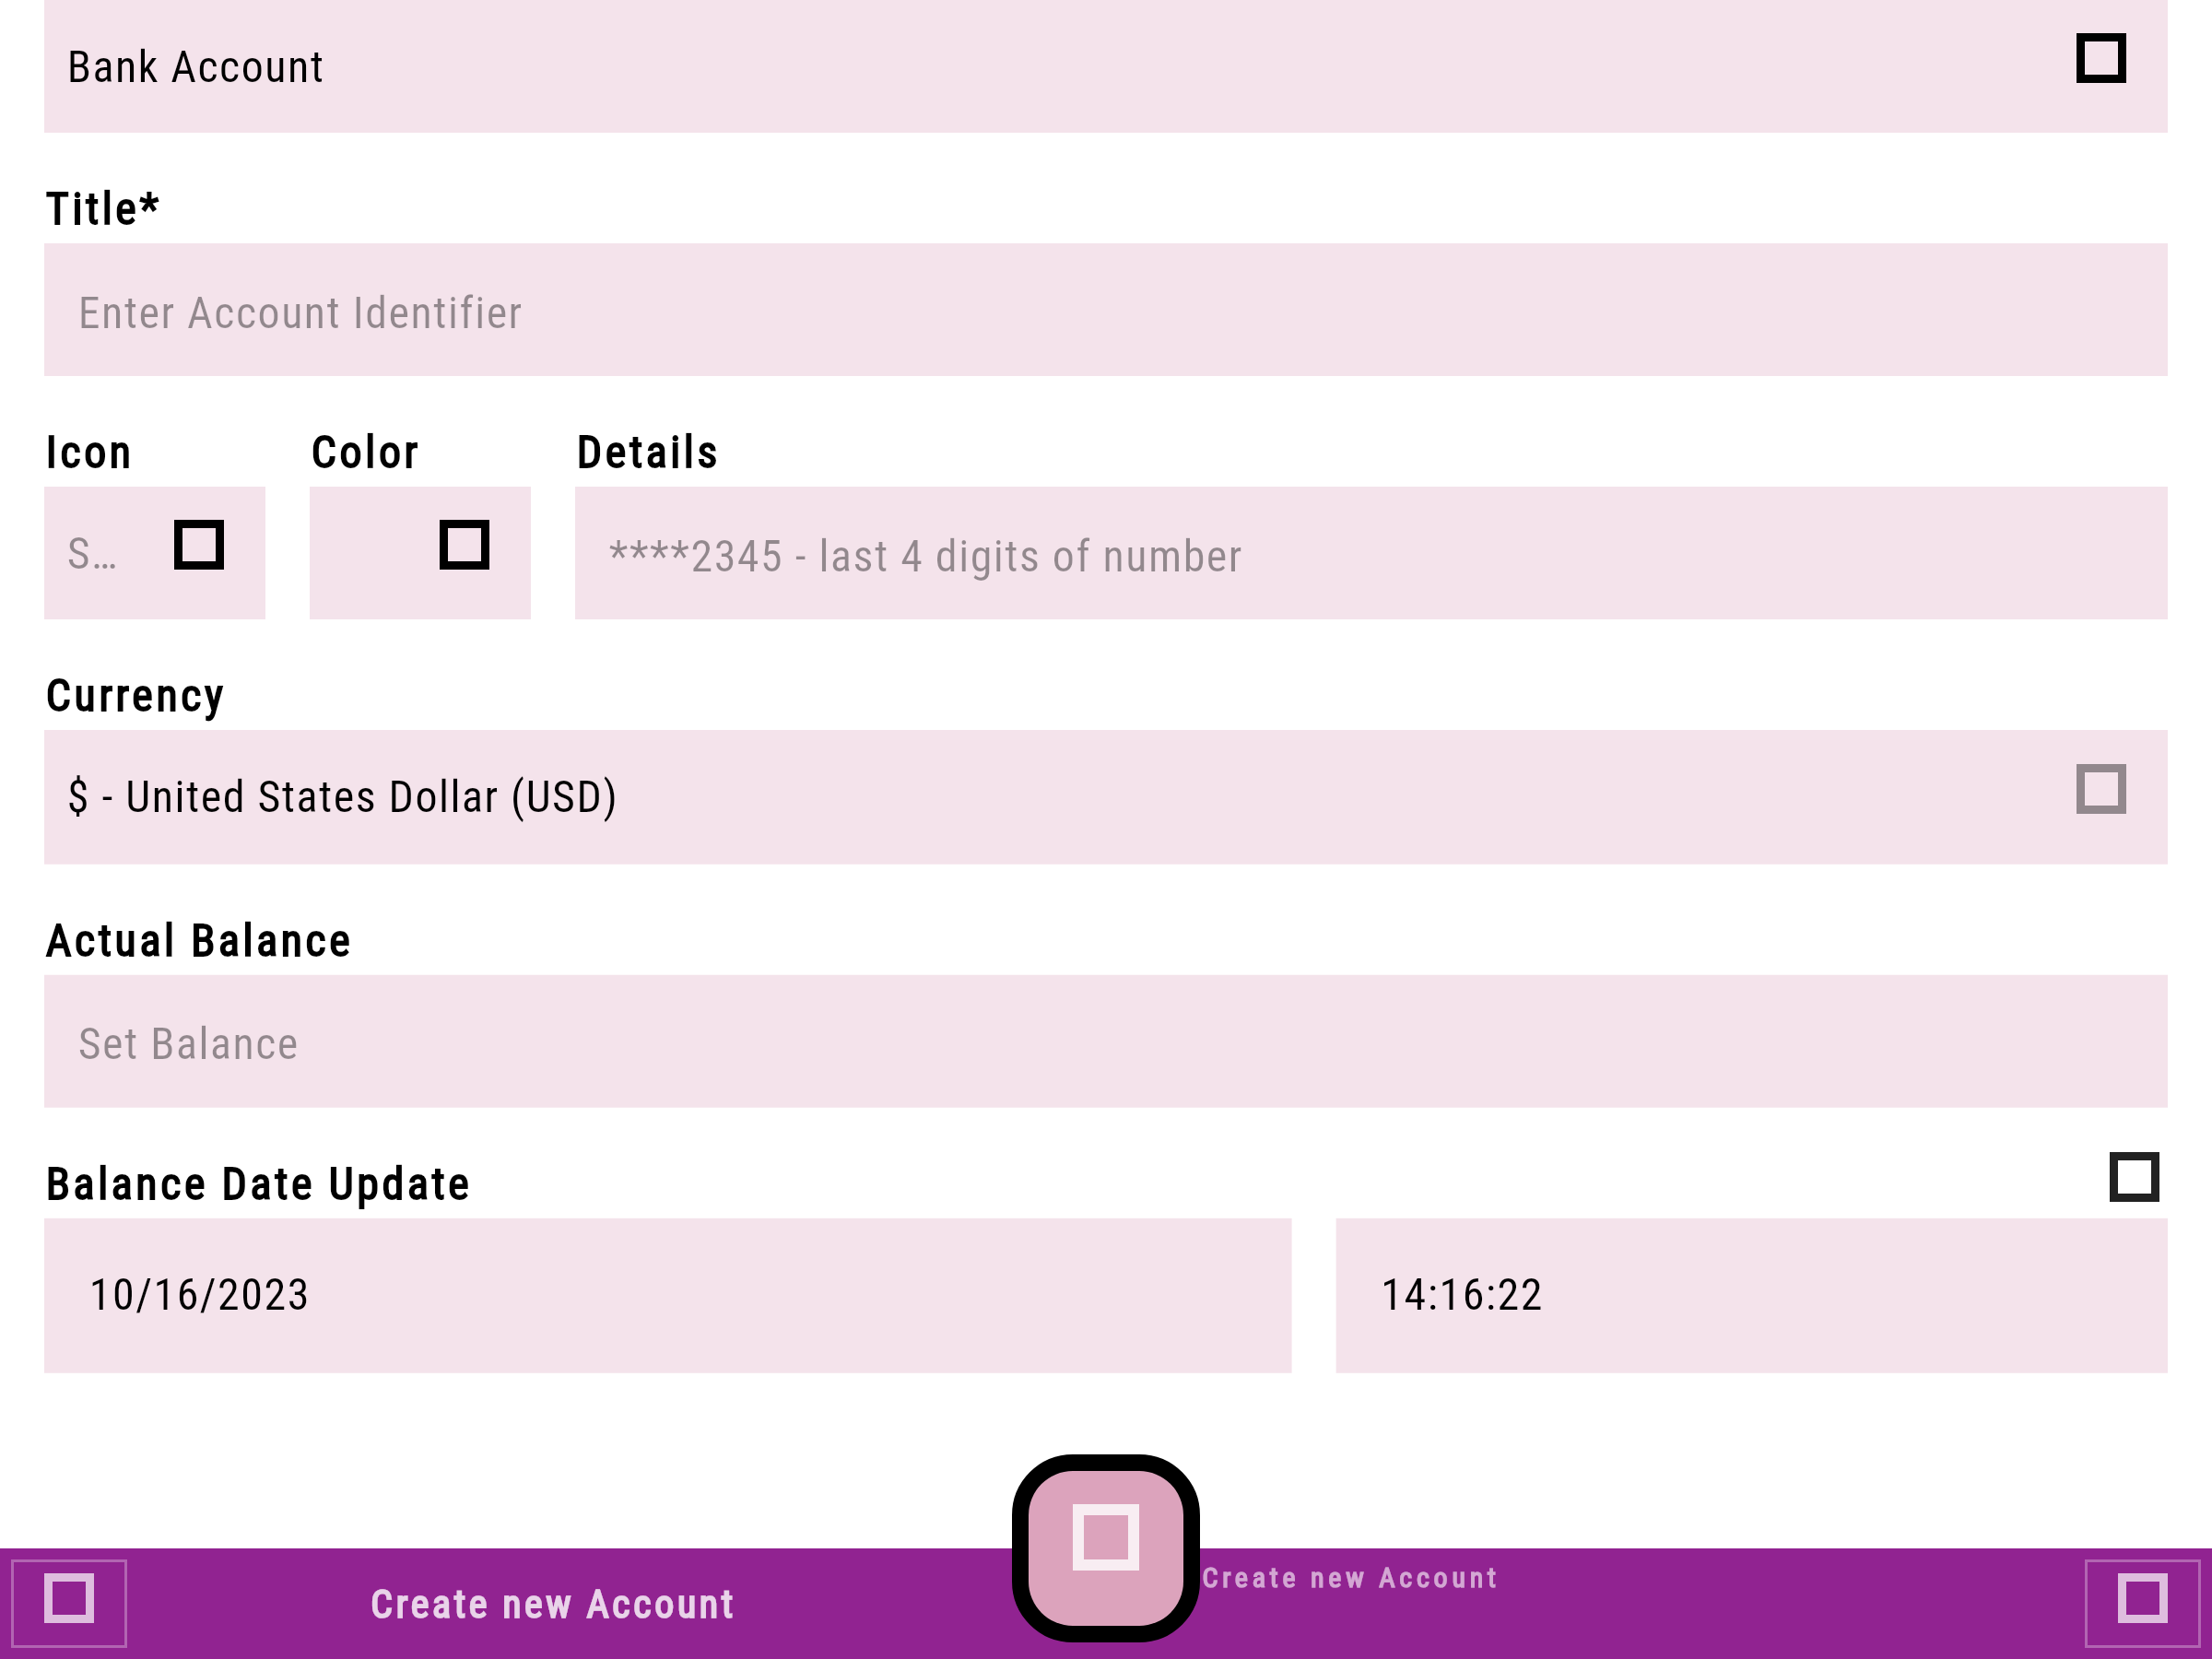 Bank Account
Title*
Enter Account Identifier
Icon Color Details
S… ****2345 - last 4 digits of number
Currency
$ - United States Dollar (USD)
Actual Balance
Set Balance
Balance Date Update
10/16/2023 14:16:22
Create new Account Create new Account